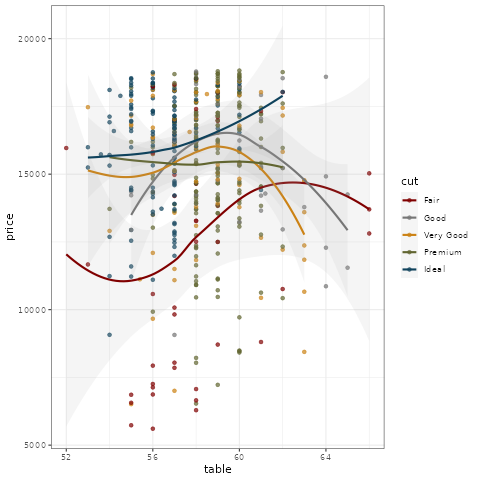 20000
15000
10000
5000
price
52
56
60
64
table
cut
Fair
Good
Very Good
Premium
Ideal